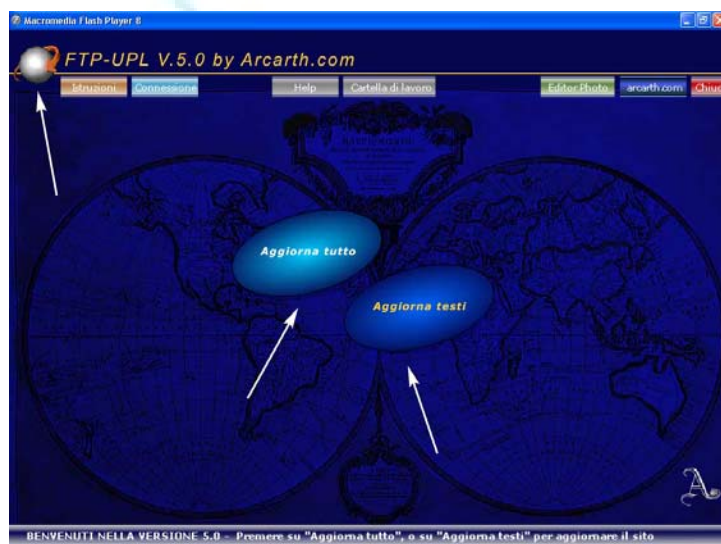 Macromedia Flash Player 8
FTP-UPL V.5.0 by Arcarth.com
Istruzioni Connessione Help Cartella di lavoro Editor Photo arcarth.com Chiud
Aggiorna tutto
Aggiorna testi
A
BENVENUTI NELLA VERSIONE 5.0 - Premere su "Aggiorna tutto", o su "Aggiorna testi" per aggiornare il sito